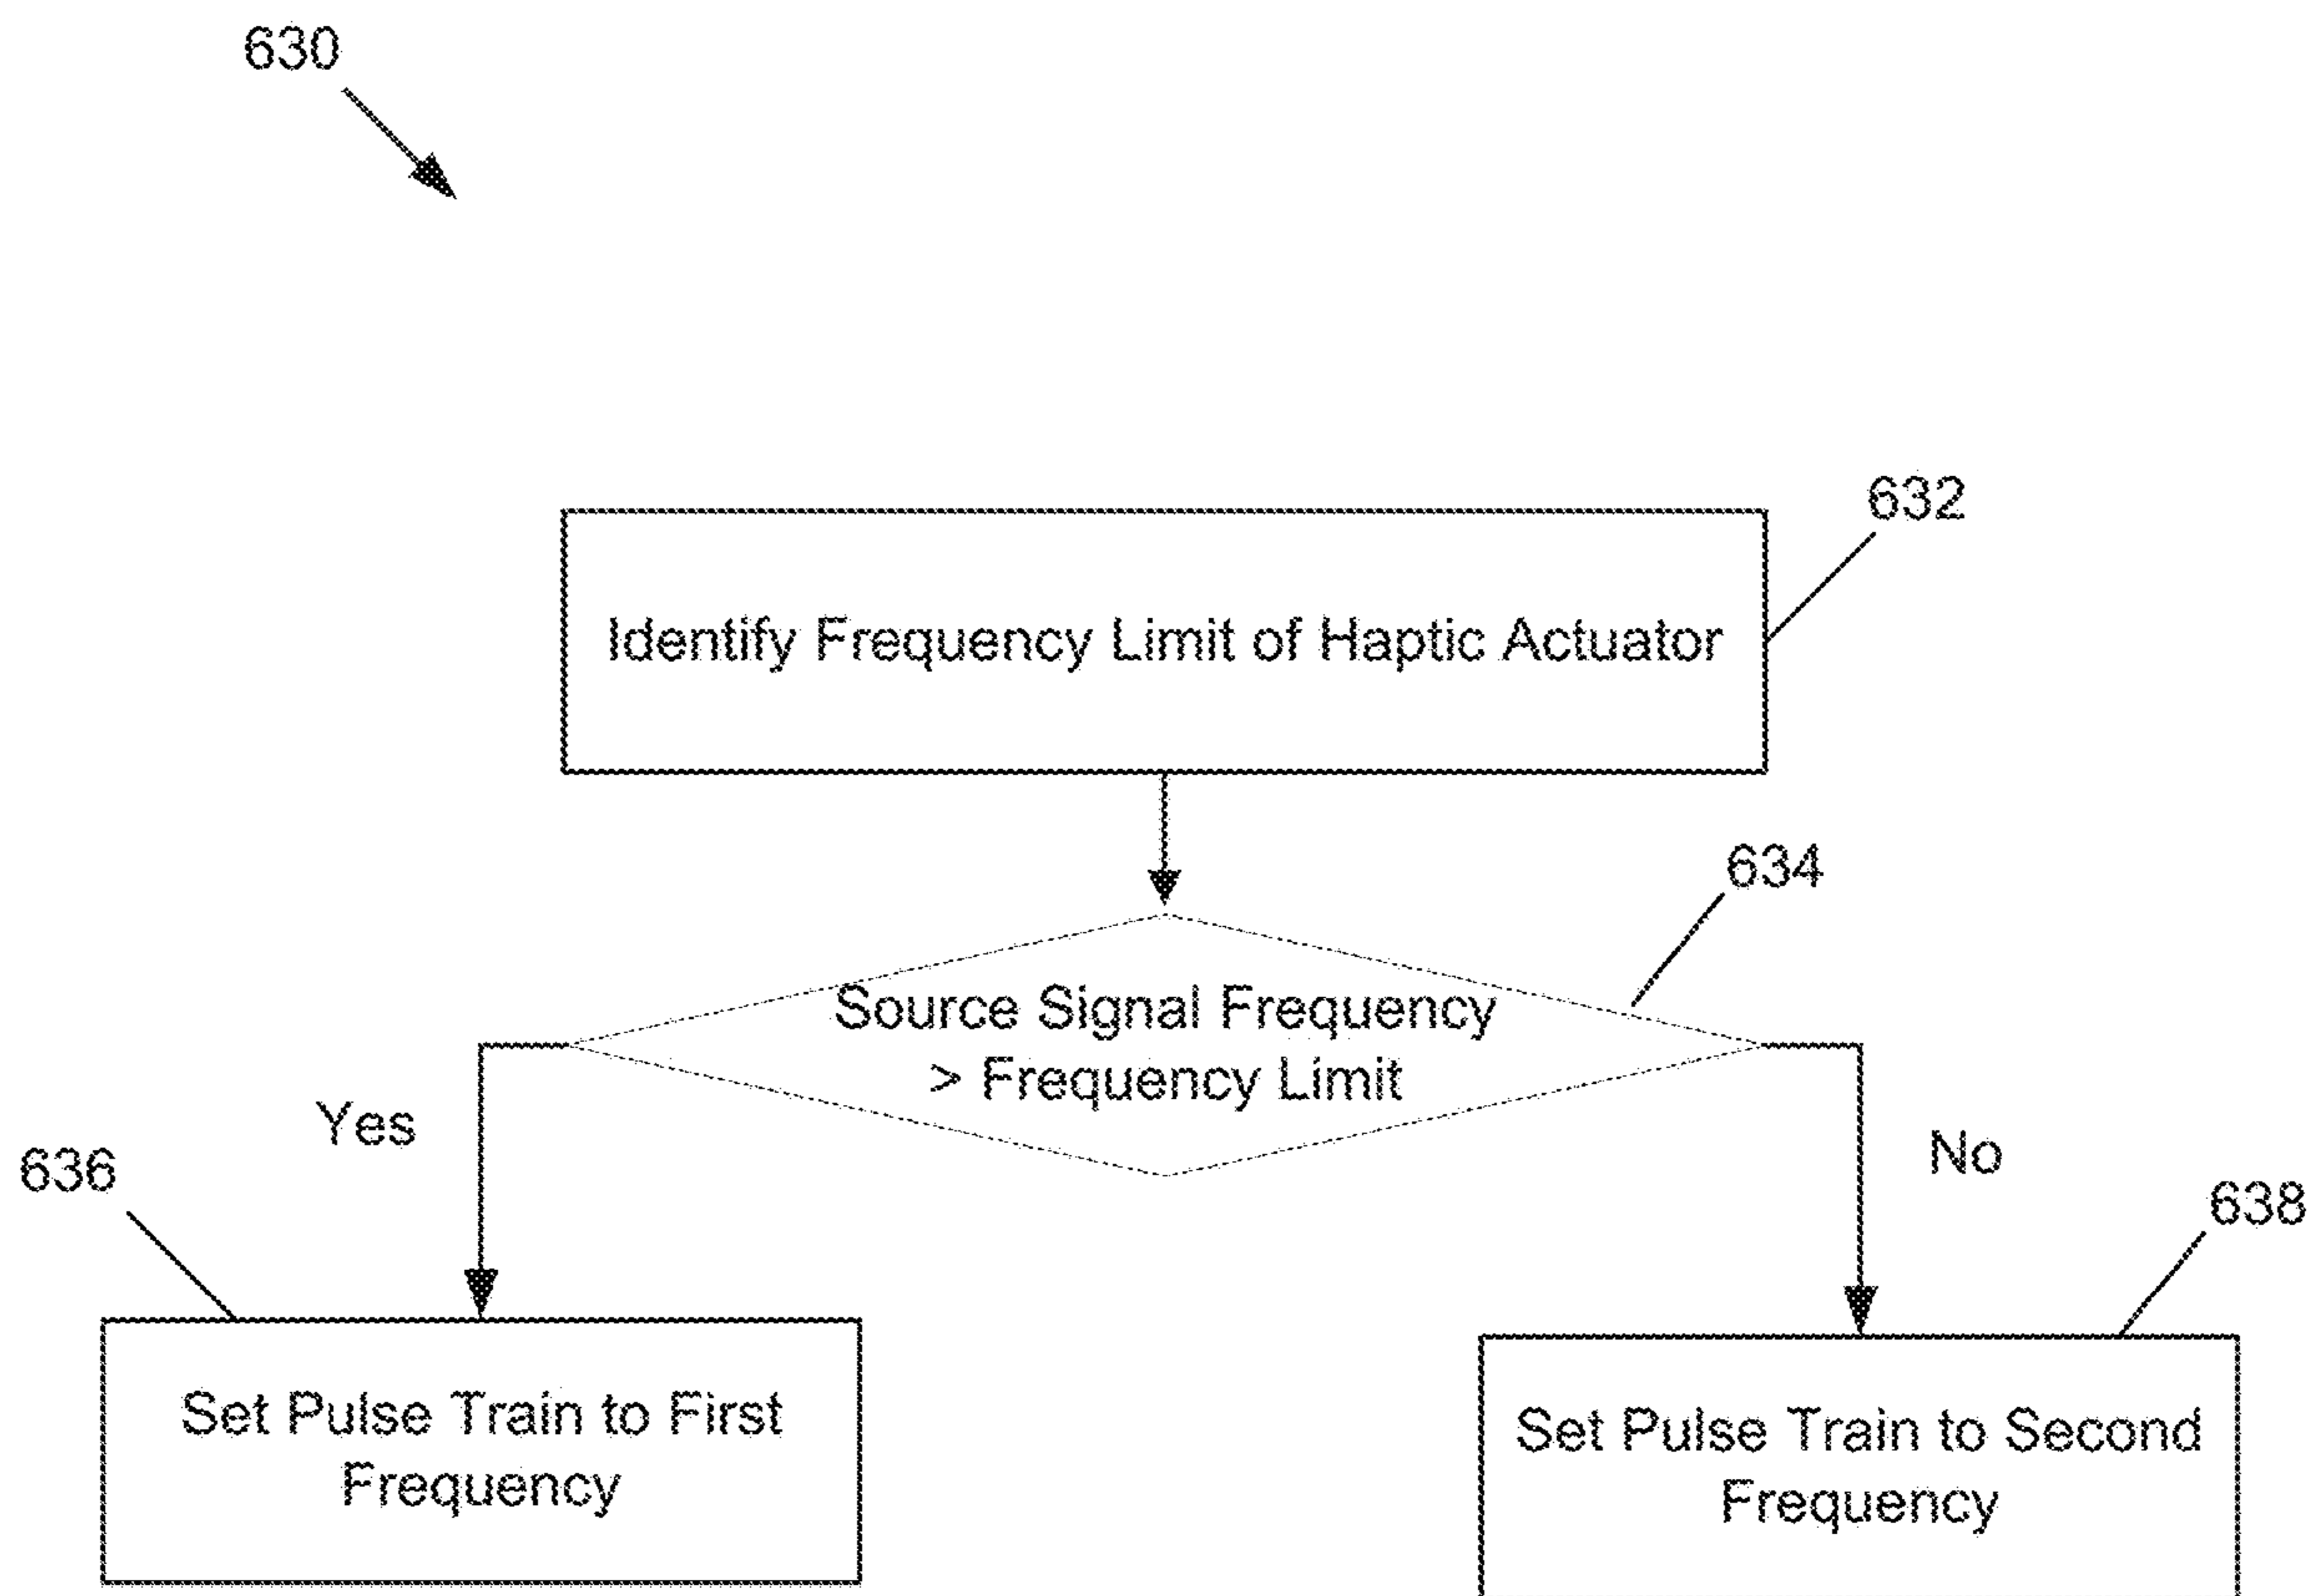 630
632
Identify Frequency Limit of Haptic Actuator
634
Source Signal Frequency
> Frequency Limit
Yes
No
636
638
Set Pulse Train to First
Frequency
Set Pulse Train to Second
Frequency